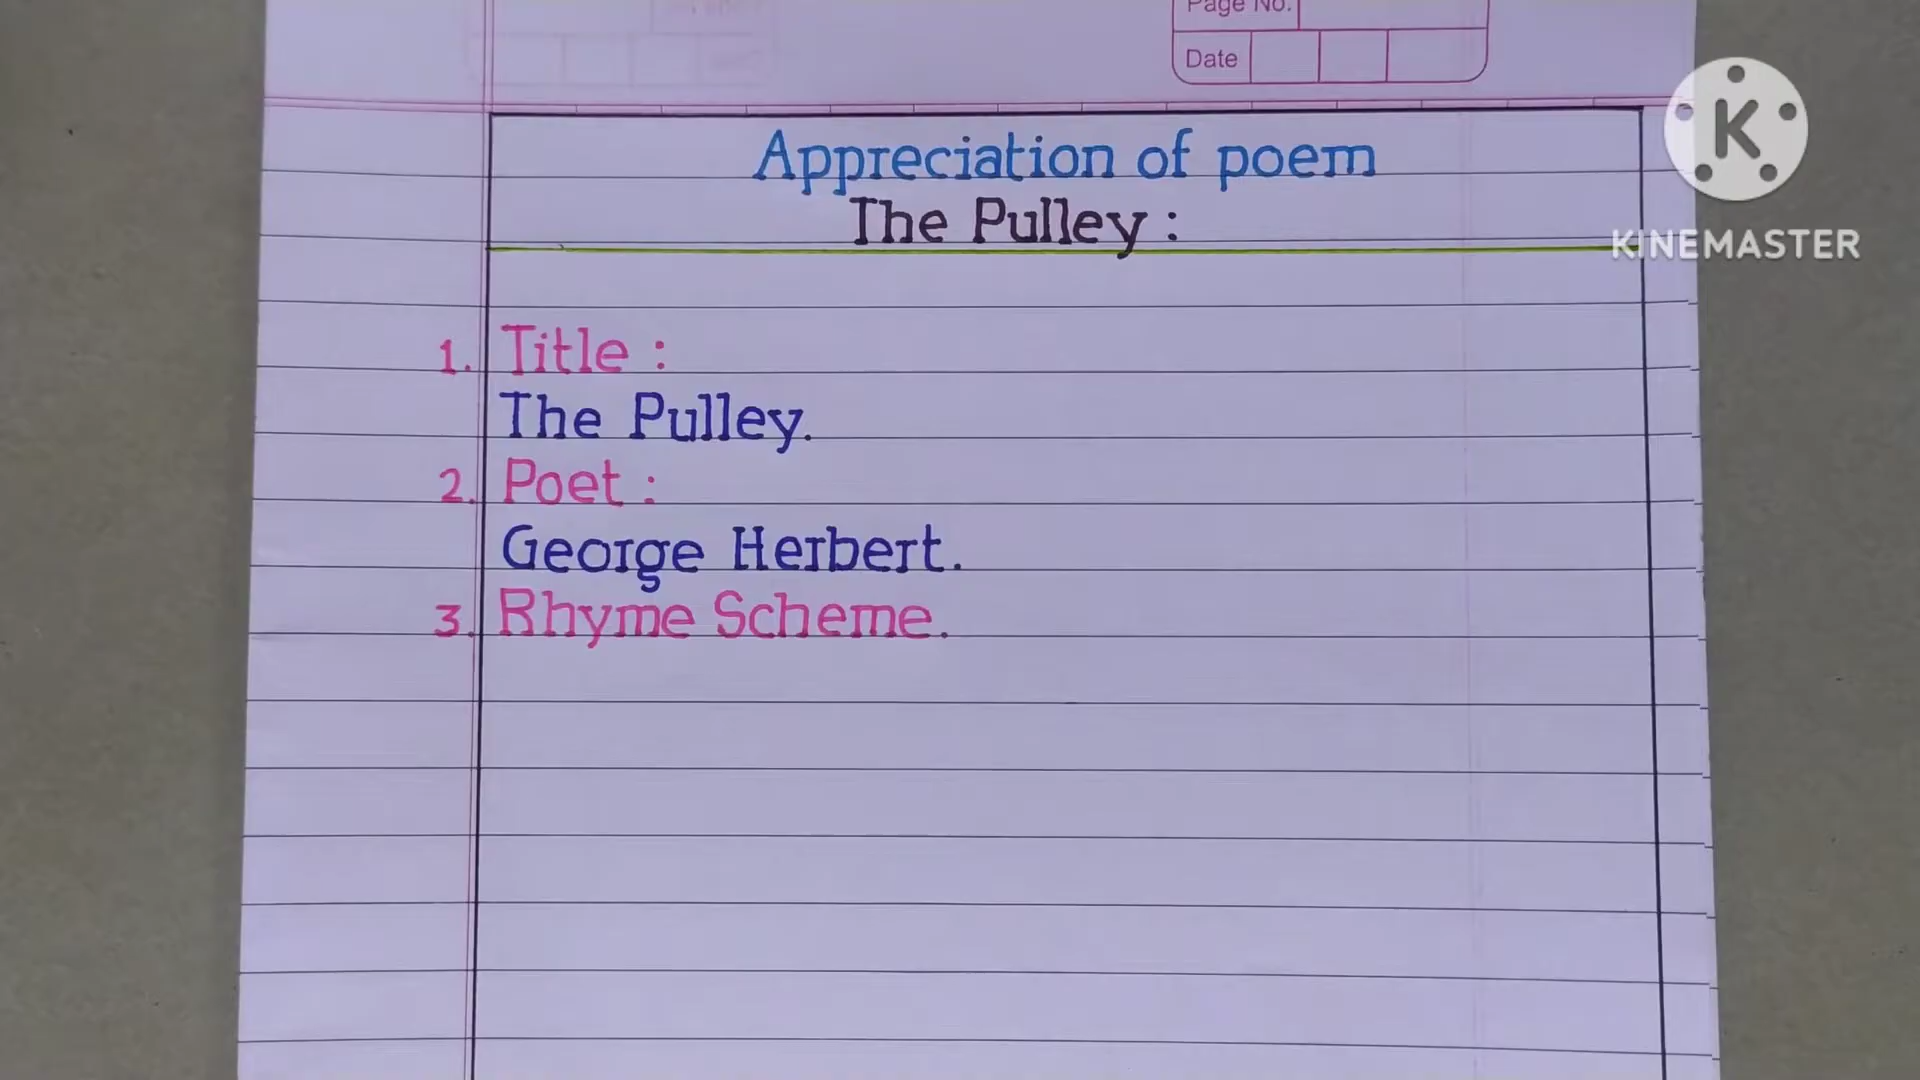 Page No.
Date
Appreciation of poem
The Pulley :
1. Title :
The Pulley.
2. Poet :
George Herbert.
3. Rhyme Scheme.
K
KINEMASTER